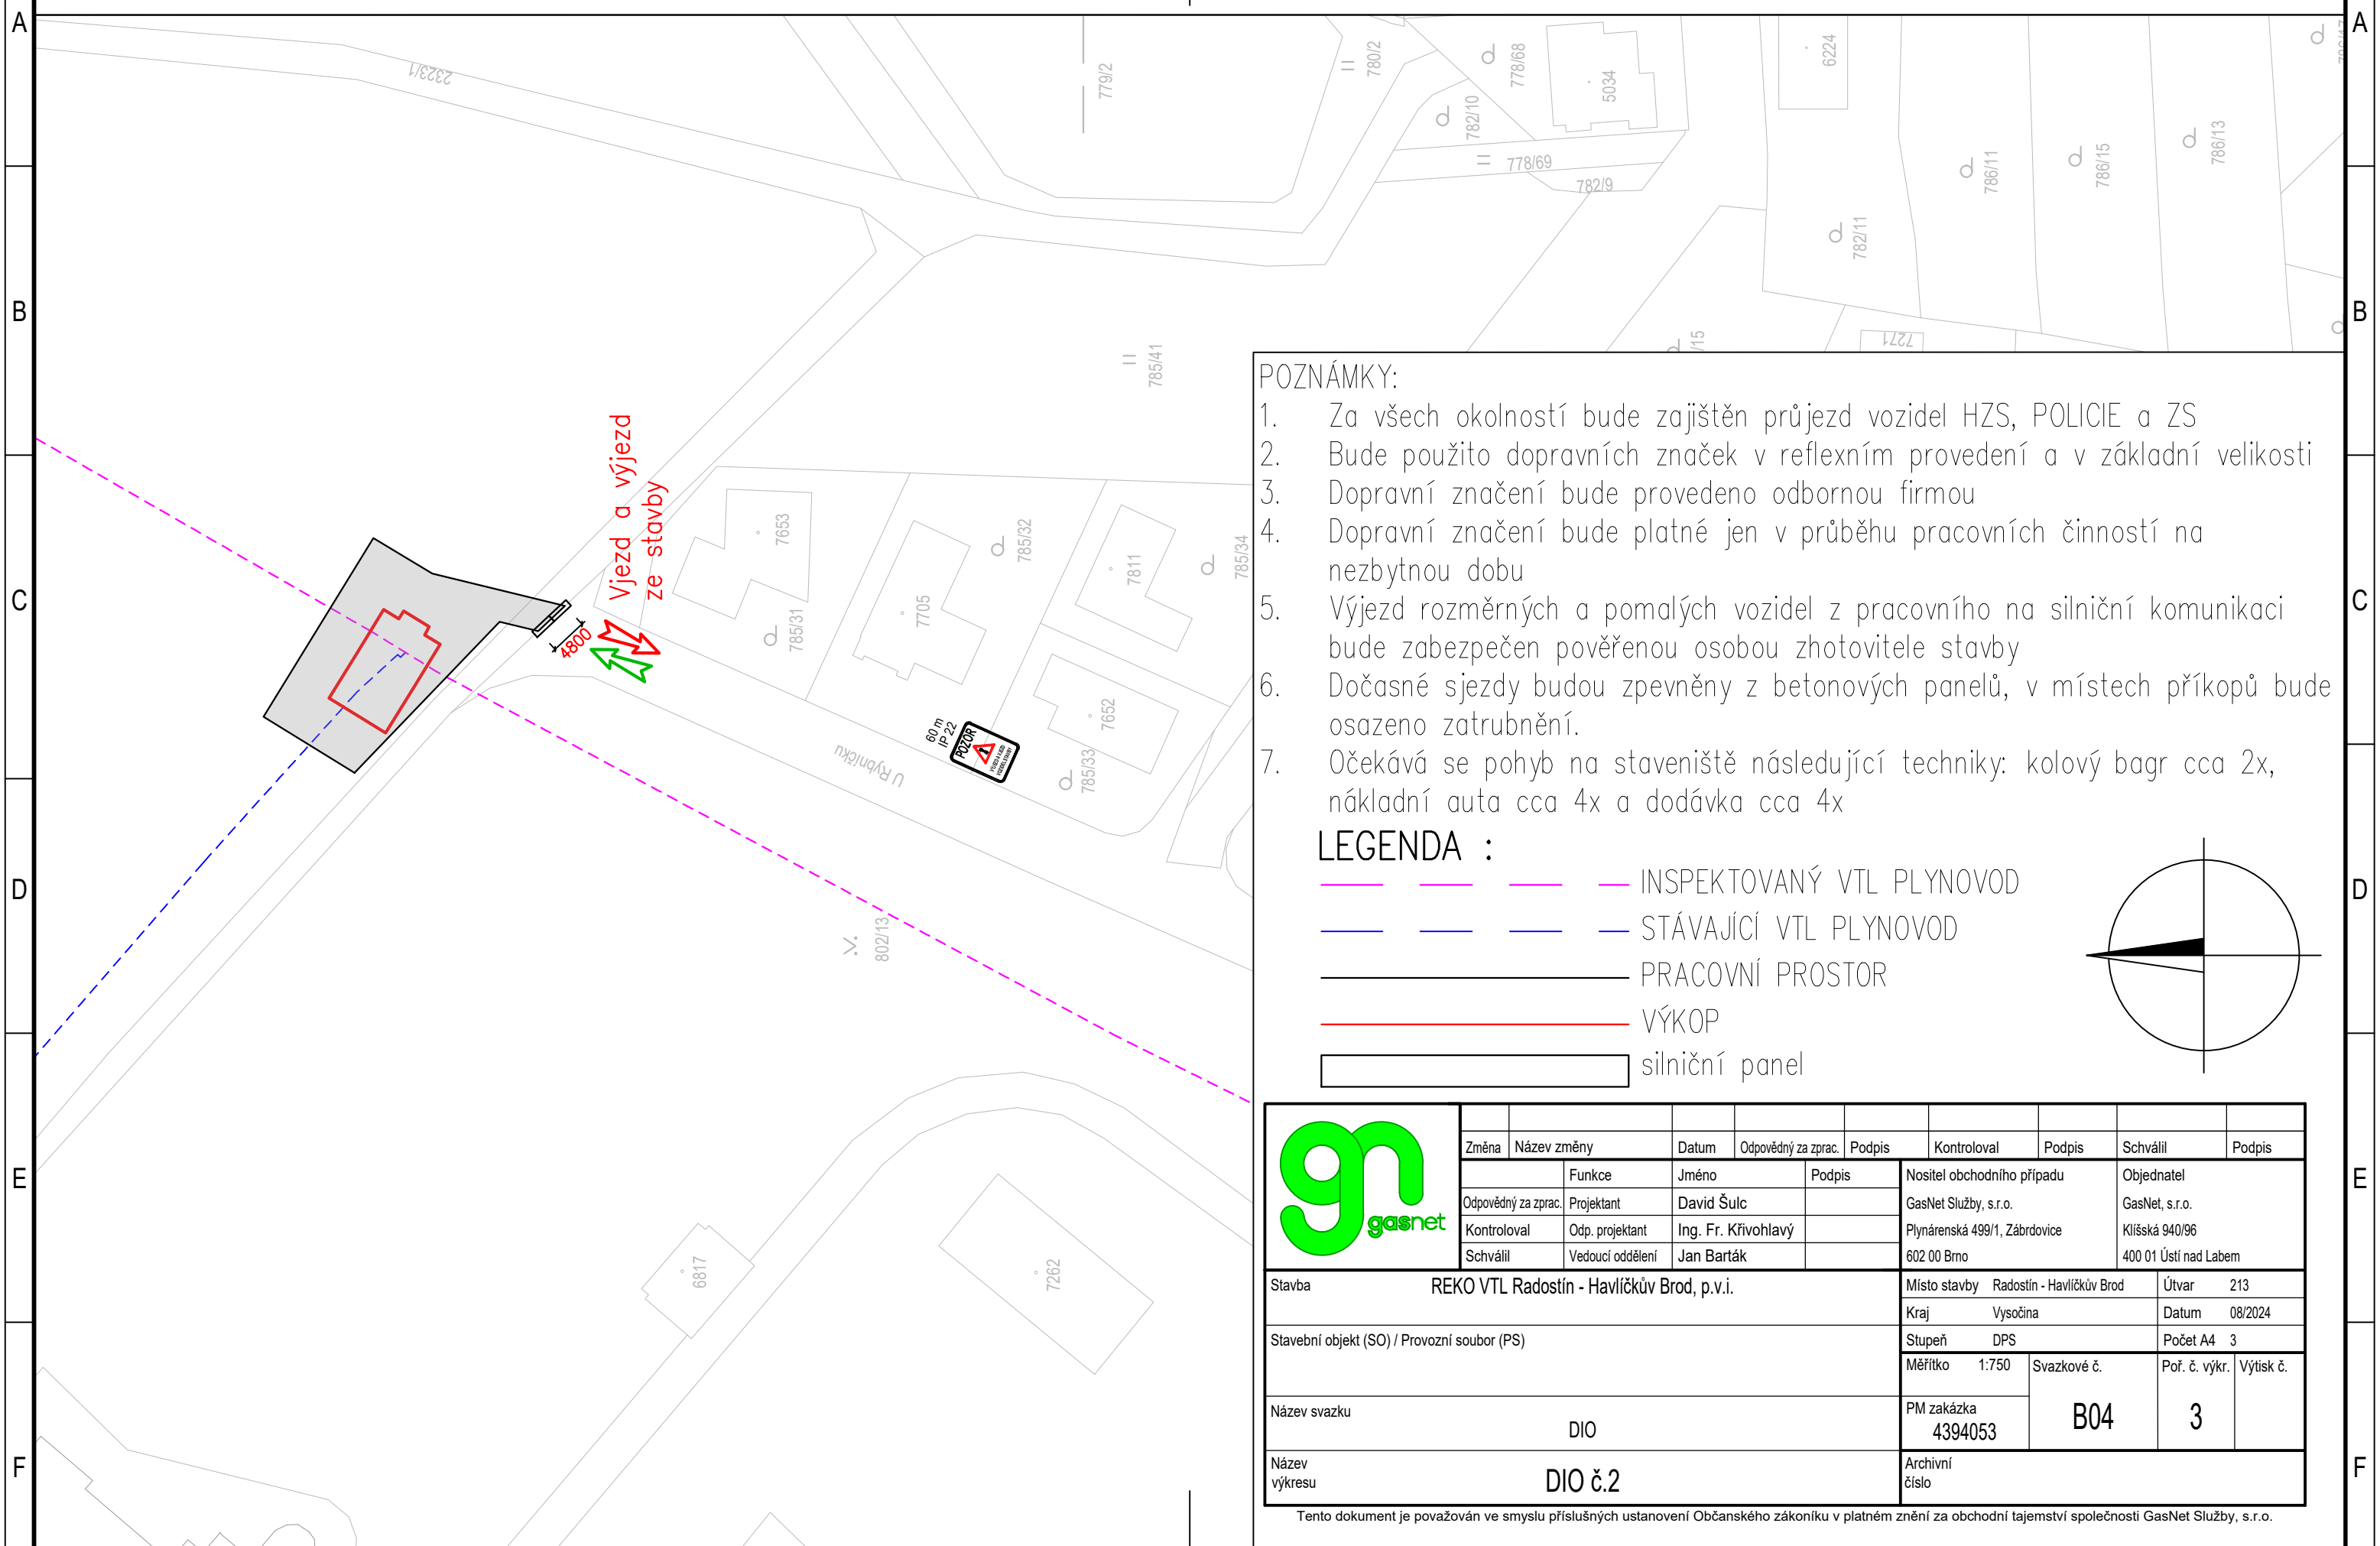 A
A
B
B
C
C
D
D
E
E
F
F
2323/1
779/2
780/2
778/68
782/10
5034
778/69
782/9
6224
786/11
786/15
786/13
782/11
7271
/15
785/41
Vjezd a výjezd
ze stavby
4800
7653
785/31
7705
785/32
7811
785/34
7652
785/33
60m
IP 22
POZOR
U Rybníčku
802/13
6817
7262
POZNÁMKY:
1. Za všech okolností bude zajištěn průjezd vozidel HZS, POLICIE a ZS
2. Bude použito dopravních značek v reflexním provedení a v základní velikosti
3. Dopravní značení bude provedeno odbornou firmou
4. Dopravní značení bude platné jen v průběhu pracovních činností na
nezbytnou dobu
5. Výjezd rozměrných a pomalých vozidel z pracovního na silniční komunikaci
bude zabezpečen pověřenou osobou zhotovitele stavby
6. Dočasné sjezdy budou zpevněny z betonových panelů, v místech příkopů bude
osazeno zatrubnění.
7. Očekává se pohyb na staveniště následující techniky: kolový bagr cca 2x,
nákladní auta cca 4x a dodávka cca 4x
LEGENDA :
INSPEKTOVANÝ VTL PLYNOVOD
STÁVAJÍCÍ VTL PLYNOVOD
PRACOVNÍ PROSTOR
VÝKOP
silniční panel
gasnet
Změna Název změny Datum Odpovědný za zprac. Podpis Kontroloval Podpis Schválil Podpis
Funkce Jméno Podpis Nositel obchodního případu Objednatel
Odpovědný za zprac. Projektant David Šulc GasNet Služby, s.r.o. GasNet, s.r.o.
Kontroloval Odp. projektant Ing. Fr. Křivohlavý Plynárenská 499/1, Zábrdovice Klíšská 940/96
Schválil Vedoucí oddělení Jan Barták 602 00 Brno 400 01 Ústí nad Labem
Stavba REKO VTL Radostín - Havlíčkův Brod, p.v.i. Místo stavby Radostín - Havlíčkův Brod Útvar 213
Kraj Vysočina Datum 08/2024
Stavební objekt (SO) / Provozní soubor (PS) Stupeň DPS Počet A4 3
Měřítko 1:750 Svazkové č. Poř. č. výkr. Výtisk č.
Název svazku DIO PM zakázka 4394053 B04 3
Název
výkresu DIO č.2 Archivní
číslo
Tento dokument je považován ve smyslu příslušných ustanovení Občanského zákoníku v platném znění za obchodní tajemství společnosti GasNet Služby, s.r.o.